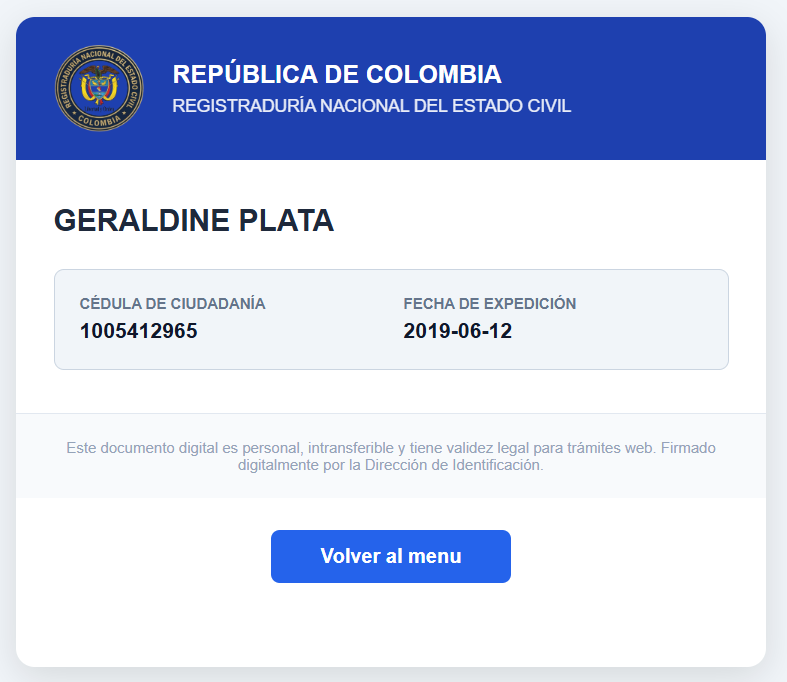 REGISTRADURÍA NACIONAL DEL ESTADO CIVIL
• COLOMBIA •
REPÚBLICA DE COLOMBIA
REGISTRADURÍA NACIONAL DEL ESTADO CIVIL
GERALDINE PLATA
CÉDULA DE CIUDADANÍA
FECHA DE EXPEDICIÓN
1005412965
2019-06-12
Este documento digital es personal, intransferible y tiene validez legal para trámites web. Firmado
digitalmente por la Dirección de Identificación.
Volver al menu